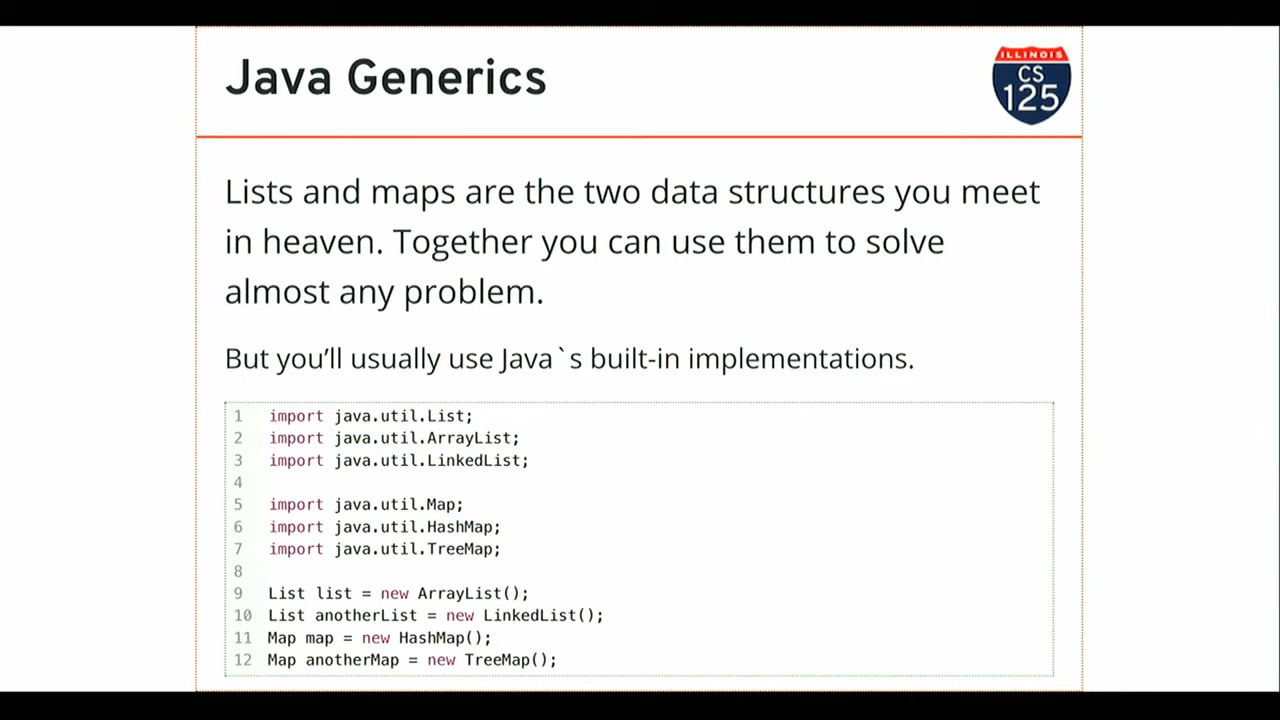 Java Generics
ILLINOIS
CS
125
Lists and maps are the two data structures you meet
in heaven. Together you can use them to solve
almost any problem.
But you’ll usually use Java`s built-in implementations.
1 import java.util.List;
2 import java.util.ArrayList;
3 import java.util.LinkedList;
4
5 import java.util.Map;
6 import java.util.HashMap;
7 import java.util.TreeMap;
8
9 List list = new ArrayList();
10 List anotherList = new LinkedList();
11 Map map = new HashMap();
12 Map anotherMap = new TreeMap();